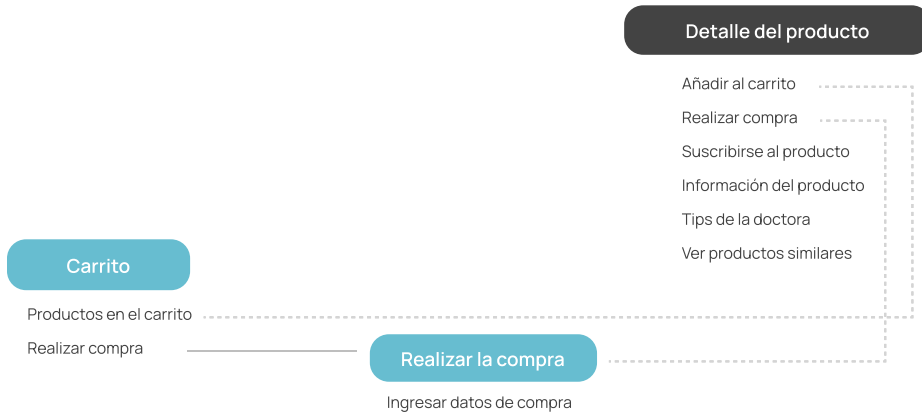 Detalle del producto
Añadir al carrito
Realizar compra
Suscribirse al producto
Información del producto
Tips de la doctora
Ver productos similares
Carrito
Productos en el carrito
Realizar compra
Realizar la compra
Ingresar datos de compra